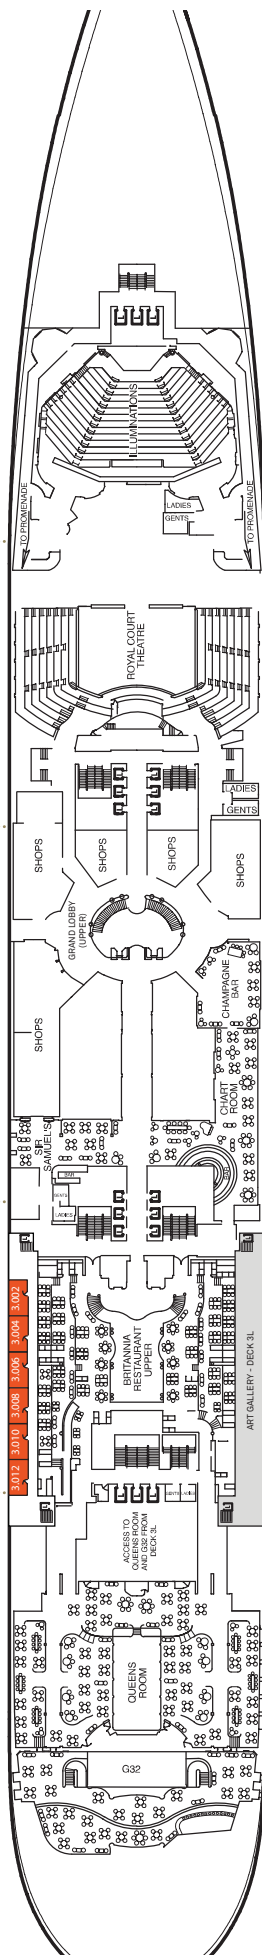 ILLUMINATIONS
TO PROMENADE
TO PROMENADE
LADIES
GENTS
ROYAL COURT
THEATRE
LADIES
GENTS
SHOPS
SHOPS
SHOPS
SHOPS
GRAND LOBBY
(UPPER)
CHAMPAGNE
BAR
SHOPS
CHART
ROOM
SIR
SAMUEL'S
BAR
BAR
GENTS
LADIES
3.002
3.004
3.006
3.008
3.010
3.012
BRITANNIA
RESTAURANT
UPPER
ART GALLERY - DECK 3L
GENTS
LADIES
ACCESS TO
QUEENS ROOM
AND G32 FROM
DECK 3L
QUEENS
ROOM
G32